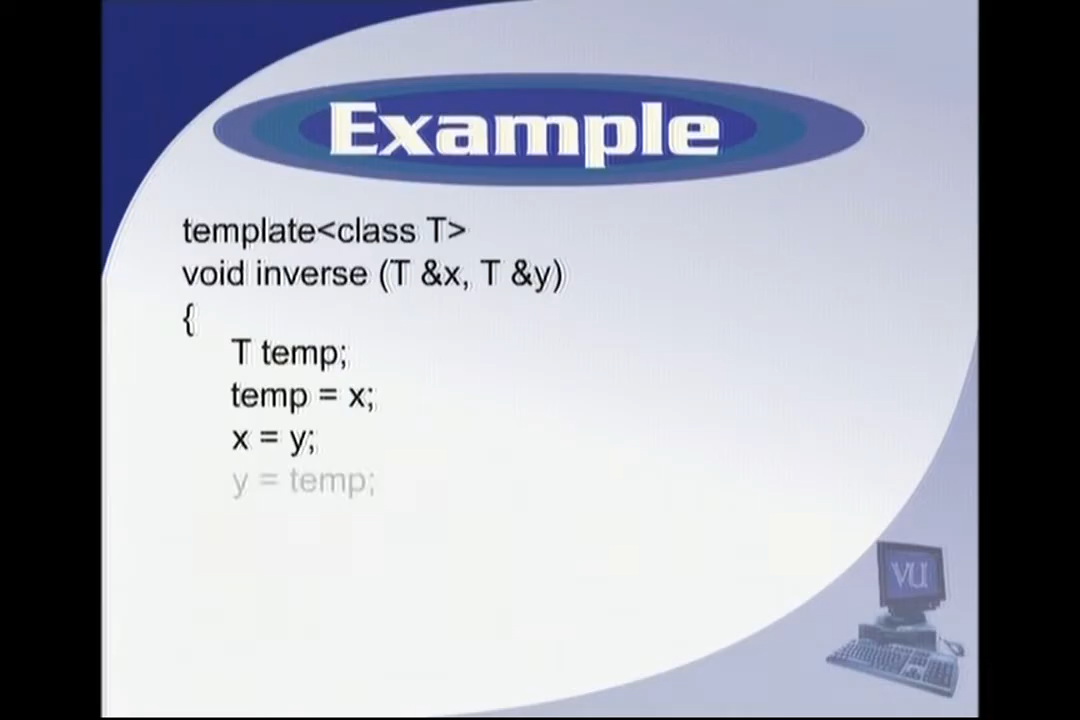 Example
template<class T>
void inverse (T &x, T &y)
{
T temp;
temp = x;
x = y;
y = temp;
VU